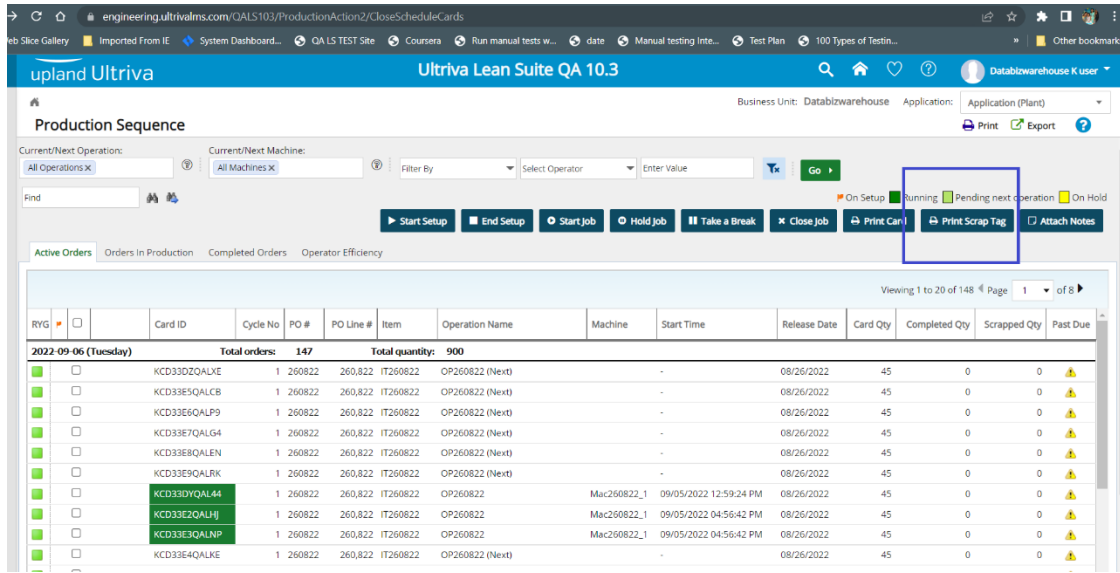 engineering.ultrivalms.com/QALS103/ProductionAction2/CloseScheduleCards
eb Slice Gallery Imported From IE System Dashboard... QA LS TEST Site Coursera Run manual tests w... date Manual testing Inte... Test Plan 100 Types of Testin... » Other bookmark
upland Ultriva Ultriva Lean Suite QA 10.3 Databizwarehouse K user
Business Unit: Databizwarehouse Application: Application (Plant)
Production Sequence Print Export ?
Current/Next Operation: Current/Next Machine:
All Operations x All Machines x Filter By Select Operator Enter Value Tx Go
Find On Setup Running Pending next operation On Hold
Start Setup End Setup Start Job Hold Job Take a Break x Close Job Print Card Print Scrap Tag Attach Notes
Active Orders Orders In Production Completed Orders Operator Efficiency
Viewing 1 to 20 of 148 Page 1 of 8
RYG Card ID Cycle No PO # PO Line # Item Operation Name Machine Start Time Release Date Card Qty Completed Qty Scrapped Qty Past Due
2022-09-06 (Tuesday) Total orders: 147 Total quantity: 900
KCD33DZQALXE 1 260822 260,822 IT260822 OP260822 (Next) - 08/26/2022 45 0 0
KCD33E5QALCB 1 260822 260,822 IT260822 OP260822 (Next) - 08/26/2022 45 0 0
KCD33E6QALP9 1 260822 260,822 IT260822 OP260822 (Next) - 08/26/2022 45 0 0
KCD33E7QALG4 1 260822 260,822 IT260822 OP260822 (Next) - 08/26/2022 45 0 0
KCD33E8QALEN 1 260822 260,822 IT260822 OP260822 (Next) - 08/26/2022 45 0 0
KCD33E9QALRK 1 260822 260,822 IT260822 OP260822 (Next) - 08/26/2022 45 0 0
KCD33DYQAL44 1 260822 260,822 IT260822 OP260822 Mac260822_1 09/05/2022 12:59:24 PM 08/26/2022 45 0 0
KCD33E2QALHJ 1 260822 260,822 IT260822 OP260822 Mac260822_1 09/05/2022 04:56:42 PM 08/26/2022 45 0 0
KCD33E3QALNP 1 260822 260,822 IT260822 OP260822 Mac260822_1 09/05/2022 04:56:42 PM 08/26/2022 45 0 0
KCD33E4QALKE 1 260822 260,822 IT260822 OP260822 (Next) - 08/26/2022 45 0 0